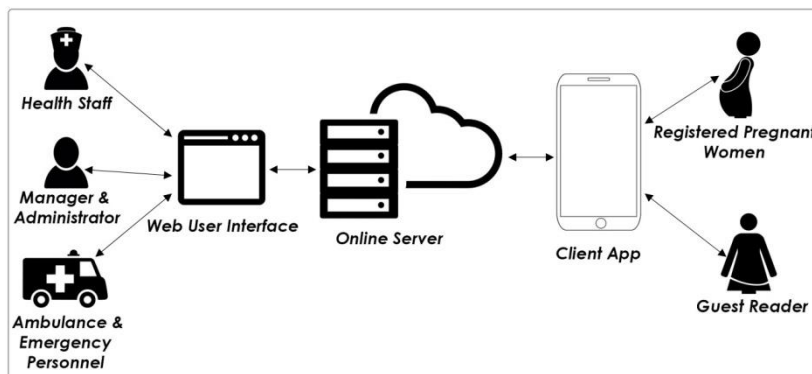 Health Staff
Manager &
Administrator
Ambulance &
Emergency
Personnel
Web User Interface
Online Server
Client App
Registered Pregnant
Women
Guest Reader